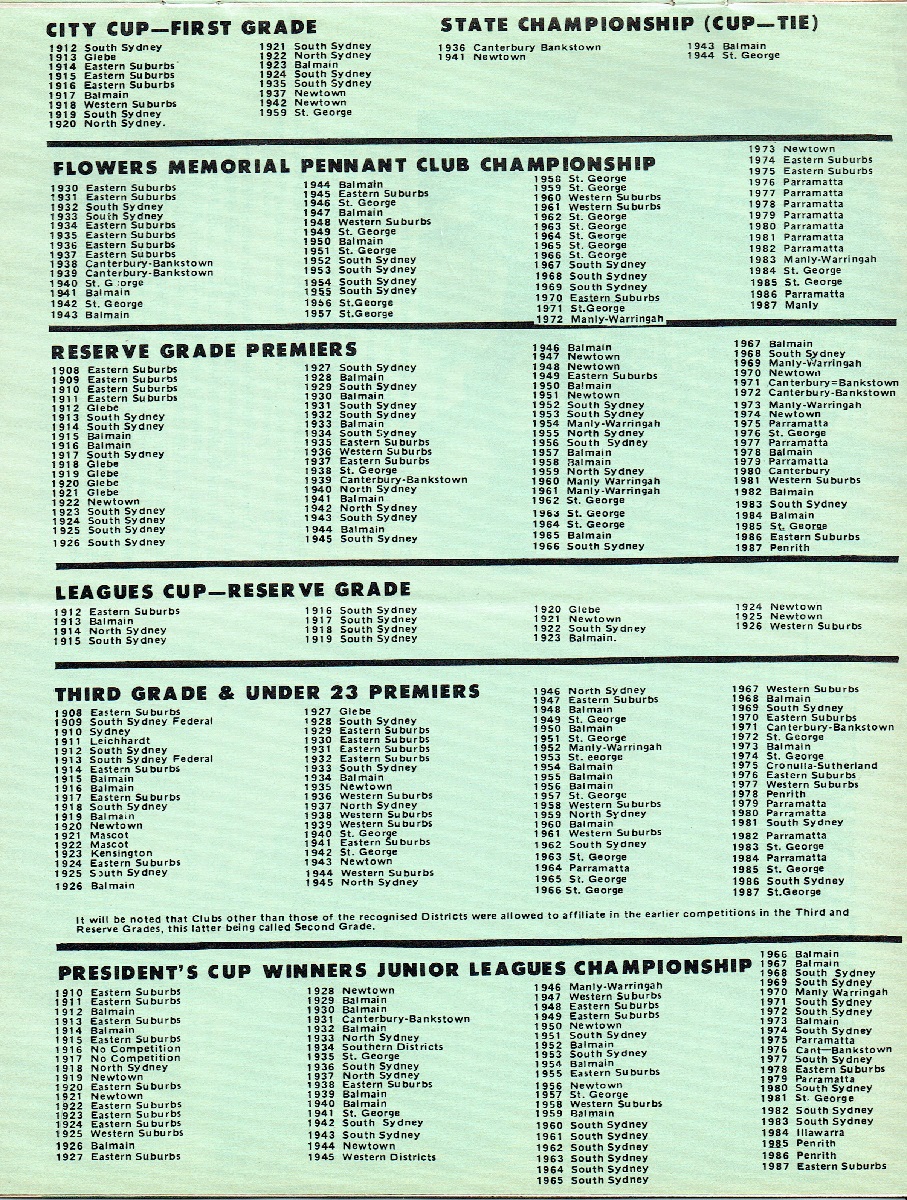 CITY CUP—FIRST GRADE
1912 South Sydney
1913 Glebe
1914 Eastern Suburbs
1915 Eastern Suburbs
1916 Eastern Suburbs
1917 Balmain
1918 Western Suburbs
1919 South Sydney
1920 North Sydney.
1921 South Sydney
1922 North Sydney
1923 Balmain
1924 South Sydney
1935 South Sydney
1937 Newtown
1942 Newtown
1959 St. George
STATE CHAMPIONSHIP (CUP—TIE)
1936 Canterbury Bankstown
1941 Newtown
1943 Balmain
1944 St. George
FLOWERS MEMORIAL PENNANT CLUB CHAMPIONSHIP
1930 Eastern Suburbs
1931 Eastern Suburbs
1932 South Sydney
1933 South Sydney
1934 Eastern Suburbs
1935 Eastern Suburbs
1936 Eastern Suburbs
1937 Eastern Suburbs
1938 Canterbury-Bankstown
1939 Canterbury-Bankstown
1940 St. G orge
1941 Balmain
1942 St. George
1943 Balmain
1944 Balmain
1945 Eastern Suburbs
1946 St. George
1947 Balmain
1948 Western Suburbs
1949 St. George
1950 Balmain
1951 St. George
1952 South Sydney
1953 South Sydney
1954 South Sydney
1955 South Sydney
1956 St.George
1957 St.George
1958 St. George
1959 St. George
1960 Western Suburbs
1961 Western Suburbs
1962 St. George
1963 St. George
1964 St. George
1965 St. George
1966 St. George
1967 South Sydney
1968 South Sydney
1969 South Sydney
1970 Eastern Suburbs
1971 St.George
1972 Manly-Warringah
1973 Newtown
1974 Eastern Suburbs
1975 Eastern Suburbs
1976 Parramatta
1977 Parramatta
1978 Parramatta
1979 Parramatta
1980 Parramatta
1981 Parramatta
1982 Parramatta
1983 Manly-Warringah
1984 St. George
1985 St. George
1986 Parramatta
1987 Manly
RESERVE GRADE PREMIERS
1908 Eastern Suburbs
1909 Eastern Suburbs
1910 Eastern Suburbs
1911 Eastern Suburbs
1912 Glebe
1913 South Sydney
1914 South Sydney
1915 Balmain
1916 Balmain
1917 South Sydney
1918 Glebe
1919 Glebe
1920 Glebe
1921 Glebe
1922 Newtown
1923 South Sydney
1924 South Sydney
1925 South Sydney
1926 South Sydney
1927 South Sydney
1928 Balmain
1929 South Sydney
1930 Balmain
1931 South Sydney
1932 South Sydney
1933 Balmain
1934 South Sydney
1935 Eastern Suburbs
1936 Western Suburbs
1937 Eastern Suburbs
1938 St. George
1939 Canterbury-Bankstown
1940 North Sydney
1941 Balmain
1942 North Sydney
1943 South Sydney
1944 Balmain
1945 South Sydney
1946 Balmain
1947 Newtown
1948 Newtown
1949 Eastern Suburbs
1950 Balmain
1951 Newtown
1952 South Sydney
1953 South Sydney
1954 Manly-Warringah
1955 North Sydney
1956 South Sydney
1957 Balmain
1958 Balmain
1959 North Sydney
1960 Manly Warringah
1961 Manly-Warringah
1962 St. George
1963 St. George
1964 St. George
1965 Balmain
1966 South Sydney
1967 Balmain
1968 South Sydney
1969 Manly-Warringah
1970 Newtown
1971 Canterbury=Bankstown
1972 Canterbury-Bankstown
1973 Manly-Warringah
1974 Newtown
1975 Parramatta
1976 St. George
1977 Parramatta
1978 Balmain
1979 Parramatta
1980 Canterbury
1981 Western Suburbs
1982 Balmain
1983 South Sydney
1984 Balmain
1985 St. George
1986 Eastern Suburbs
1987 Penrith
LEAGUES CUP—RESERVE GRADE
1912 Eastern Suburbs
1913 Balmain
1914 North Sydney
1915 South Sydney
1916 South Sydney
1917 South Sydney
1918 South Sydney
1919 South Sydney
1920 Glebe
1921 Newtown
1922 South Sydney
1923 Balmain.
1924 Newtown
1925 Newtown
1926 Western Suburbs
THIRD GRADE & UNDER 23 PREMIERS
1908 Eastern Suburbs
1909 South Sydney Federal
1910 Sydney
1911 Leichhardt
1912 South Sydney
1913 South Sydney Federal
1914 Eastern Suburbs
1915 Balmain
1916 Balmain
1917 Eastern Suburbs
1918 South Sydney
1919 Balmain
1920 Newtown
1921 Mascot
1922 Mascot
1923 Kensington
1924 Eastern Suburbs
1925 South Sydney
1926 Balmain
1927 Glebe
1928 South Sydney
1929 Eastern Suburbs
1930 Eastern Suburbs
1931 Eastern Suburbs
1932 Eastern Suburbs
1933 South Sydney
1934 Balmain
1935 Newtown
1936 Western Suburbs
1937 North Sydney
1938 Western Suburbs
1939 Western Suburbs
1940 St. George
1941 Eastern Suburbs
1942 St. George
1943 Newtown
1944 Western Suburbs
1945 North Sydney
1946 North Sydney
1947 Eastern Suburbs
1948 Balmain
1949 St. George
1950 Balmain
1951 St. George
1952 Manly-Warringah
1953 St. eeorge
1954 Balmain
1955 Balmain
1956 Balmain
1957 St. George
1958 Western Suburbs
1959 North Sydney
1960 Balmain
1961 Western Suburbs
1962 South Sydney
1963 St. George
1964 Parramatta
1965 St. George
1966 St. George
1967 Western Suburbs
1968 Balmain
1969 South Sydney
1970 Eastern Suburbs
1971 Canterbury-Bankstown
1972 St. George
1973 Balmain
1974 St. George
1975 Cronulla-Sutherland
1976 Eastern Suburbs
1977 Western Suburbs
1978 Penrith
1979 Parramatta
1980 Parramatta
1981 South Sydney
1982 Parramatta
1983 St. George
1984 Parramatta
1985 St. George
1986 South Sydney
1987 St.George
It will be noted that Clubs other than those of the recognised Districts were allowed to affiliate in the earlier competitions in the Third and
Reserve Grades, this latter being called Second Grade.
PRESIDENT'S CUP WINNERS JUNIOR LEAGUES CHAMPIONSHIP
1910 Eastern Suburbs
1911 Eastern Suburbs
1912 Balmain
1913 Eastern Suburbs
1914 Balmain
1915 Eastern Suburbs
1916 No Competition
1917 No Competition
1918 North Sydney
1919 Newtown
1920 Eastern Suburbs
1921 Newtown
1922 Eastern Suburbs
1923 Eastern Suburbs
1924 Eastern Suburbs
1925 Western Suburbs
1926 Balmain
1927 Eastern Suburbs
1928 Newtown
1929 Balmain
1930 Balmain
1931 Canterbury-Bankstown
1932 Balmain
1933 North Sydney
1934 Southern Districts
1935 St. George
1936 South Sydney
1937 North Sydney
1938 Eastern Suburbs
1939 Balmain
1940 Balmain
1941 St. George
1942 South Sydney
1943 South Sydney
1944 Newtown
1945 Western Districts
1946 Manly-Warringah
1947 Western Suburbs
1948 Eastern Suburbs
1949 Eastern Suburbs
1950 Newtown
1951 South Sydney
1952 Balmain
1953 South Sydney
1954 Balmain
1955 Eastern Suburbs
1956 Newtown
1957 St. George
1958 Western Suburbs
1959 Balmain
1960 South Sydney
1961 South Sydney
1962 South Sydney
1963 South Sydney
1964 South Sydney
1965 South Sydney
1966 Balmain
1967 Balmain
1968 South Sydney
1969 South Sydney
1970 Manly Warringah
1971 South Sydney
1972 South Sydney
1973 Balmain
1974 South Sydney
1975 Parramatta
1976 Cant—Bankstown
1977 South Sydney
1978 Eastern Suburbs
1979 Parramatta
1980 South Sydney
1981 St. George
1982 South Sydney
1983 South Sydney
1984 Illawarra
1985 Penrith
1986 Penrith
1987 Eastern Suburbs